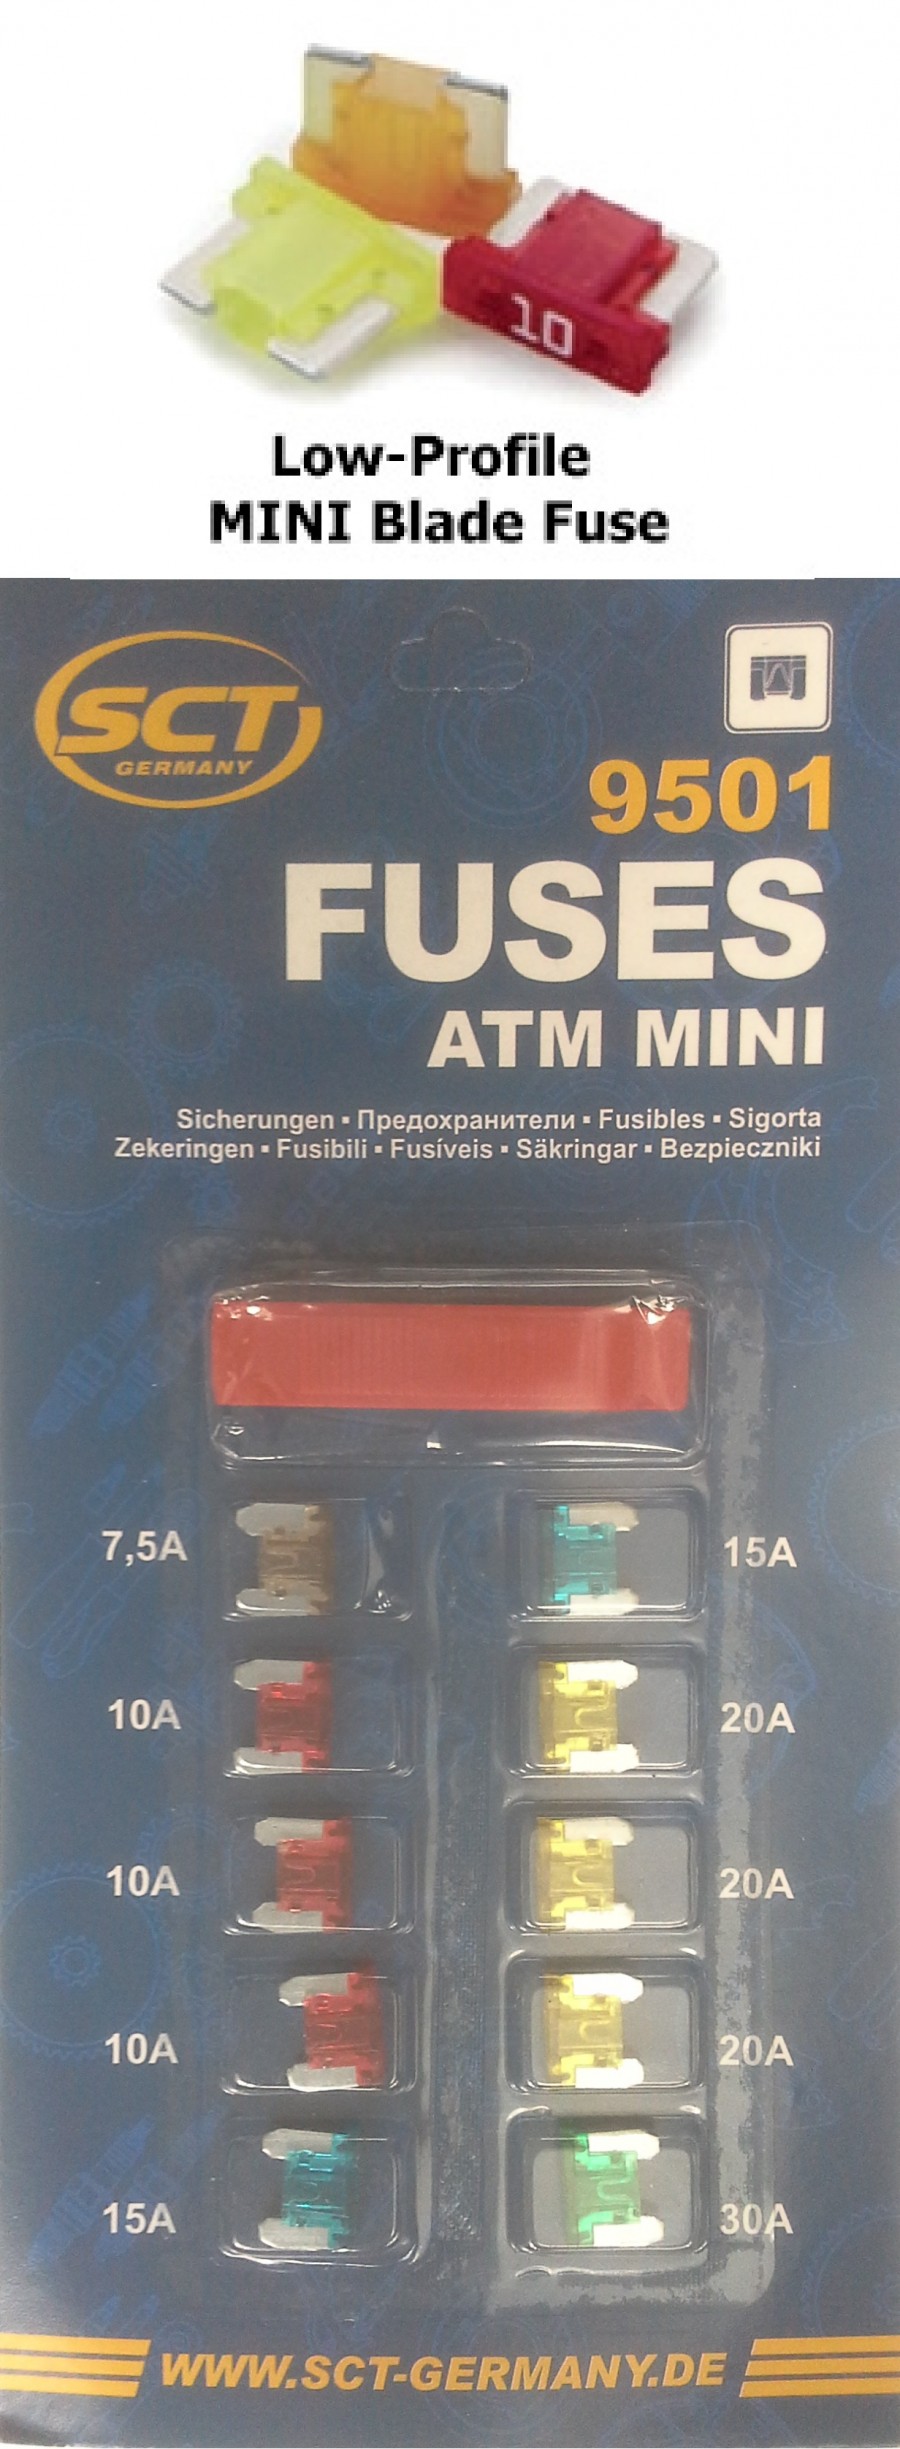 10
Low-Profile
MINI Blade Fuse
SCT
GERMANY
9501
FUSES
ATM MINI
Sicherungen ▪ Предохранители ▪ Fusibles ▪ Sigorta
Zekeringen ▪ Fusibili ▪ Fusíveis ▪ Säkringar ▪ Bezpieczniki
7,5A
15A
10A
20A
10A
20A
10A
20A
15A
30A
WWW.SCT-GERMANY.DE